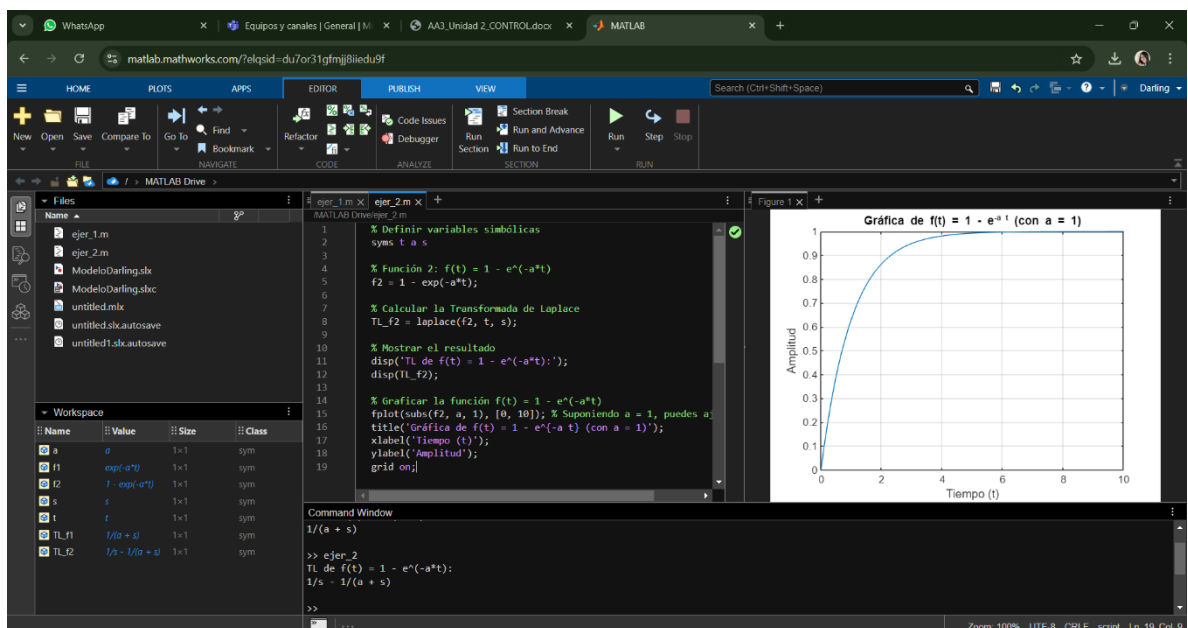 WhatsApp
Equipos y canales | General | Mi
AA3_Unidad 2_CONTROL.docx
MATLAB
matlab.mathworks.com/?elqsid=du7or31gfmjj8iiedu9f
HOME PLOTS APPS EDITOR PUBLISH VIEW
Search (Ctrl+Shift+Space)
Darling
New Open Save Compare To
FILE
Go To
Find
Bookmark
NAVIGATE
Refactor
CODE
Code Issues
Debugger
ANALYZE
Run Section
Section Break
Run and Advance
Run to End
SECTION
Run Step Stop
RUN
/ > MATLAB Drive >
Files
Name
ejer_1.m
ejer_2.m
ModeloDarling.slx
ModeloDarling.slxc
untitled.mlx
untitled.slx.autosave
untitled1.slx.autosave
Workspace
Name Value Size Class
a a 1×1 sym
f1 exp(-a*t) 1×1 sym
f2 1 - exp(-a*t) 1×1 sym
s s 1×1 sym
t t 1×1 sym
TL_f1 1/(a + s) 1×1 sym
TL_f2 1/s - 1/(a + s) 1×1 sym
ejer_1.m ejer_2.m
/MATLAB Drive/ejer_2.m
1 % Definir variables simbólicas
2 syms t a s
3
4 % Función 2: f(t) = 1 - e^(-a*t)
5 f2 = 1 - exp(-a*t);
6
7 % Calcular la Transformada de Laplace
8 TL_f2 = laplace(f2, t, s);
9
10 % Mostrar el resultado
11 disp('TL de f(t) = 1 - e^(-a*t):');
12 disp(TL_f2);
13
14 % Graficar la función f(t) = 1 - e^(-a*t)
15 fplot(subs(f2, a, 1), [0, 10]); % Suponiendo a = 1, puedes aj
16 title('Gráfica de f(t) = 1 - e^{-a t} (con a = 1)');
17 xlabel('Tiempo (t)');
18 ylabel('Amplitud');
19 grid on;
Figure 1
Gráfica de f(t) = 1 - e^-a t (con a = 1)
1
0.9
0.8
0.7
0.6
0.5
0.4
0.3
0.2
0.1
0
Amplitud
0 2 4 6 8 10
Tiempo (t)
Command Window
1/(a + s)
>> ejer_2
TL de f(t) = 1 - e^(-a*t):
1/s - 1/(a + s)
>>
Zoom: 100% UTF-8 CRLF script Ln 19 Col 9